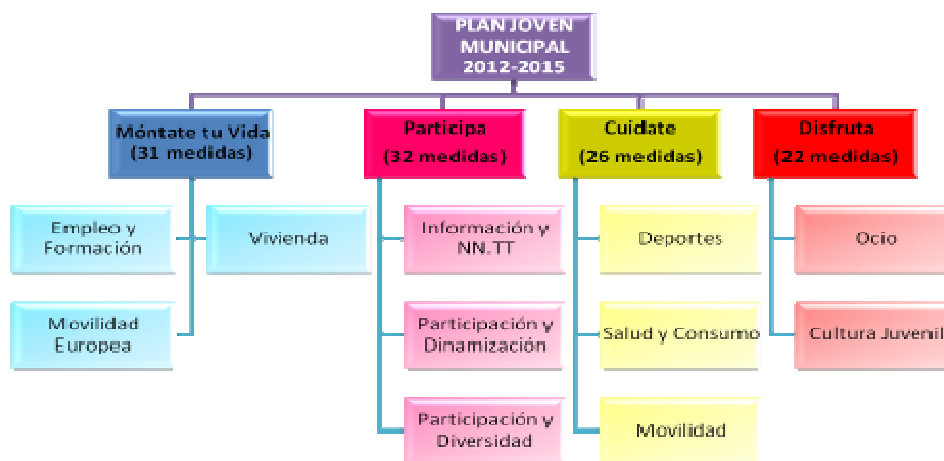 PLAN JOVEN
MUNICIPAL
2012-2015
Móntate tu Vida
(31 medidas)
Participa
(32 medidas)
Cuídate
(26 medidas)
Disfruta
(22 medidas)
Empleo y
Formación
Vivienda
Información y
NN.TT
Deportes
Ocio
Movilidad
Europea
Participación y
Dinamización
Salud y Consumo
Cultura Juvenil
Participación y
Diversidad
Movilidad